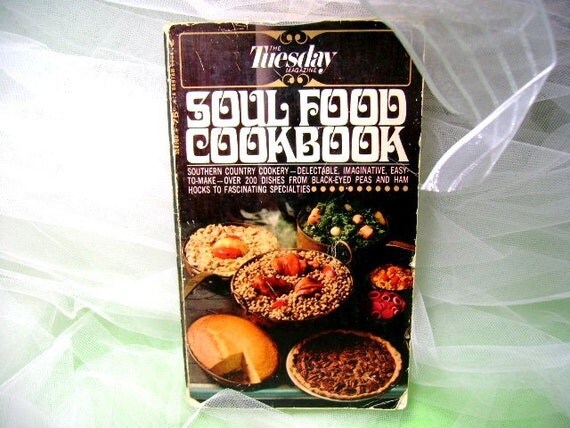 THE
Tuesday
MAGAZINE
SOUL FOOD
COOKBOOK
SOUTHERN COUNTRY COOKERY—DELECTABLE, IMAGINATIVE, EASY-
TO-MAKE—OVER 200 DISHES FROM BLACK-EYED PEAS AND HAM
HOCKS TO FASCINATING SPECIALTIES